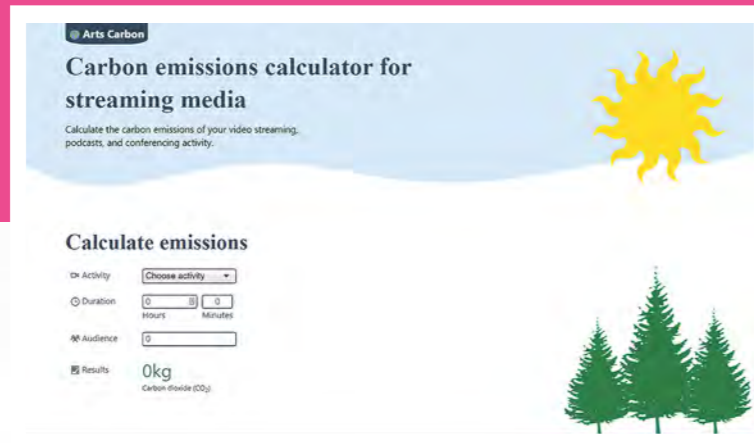 Arts Carbon
Carbon emissions calculator for
streaming media
Calculate the carbon emissions of your video streaming,
podcasts, and conferencing activity.
Calculate emissions
Activity Choose activity
Duration 0 0
Hours Minutes
Audience 0
Results 0kg
Carbon dioxide (CO₂)